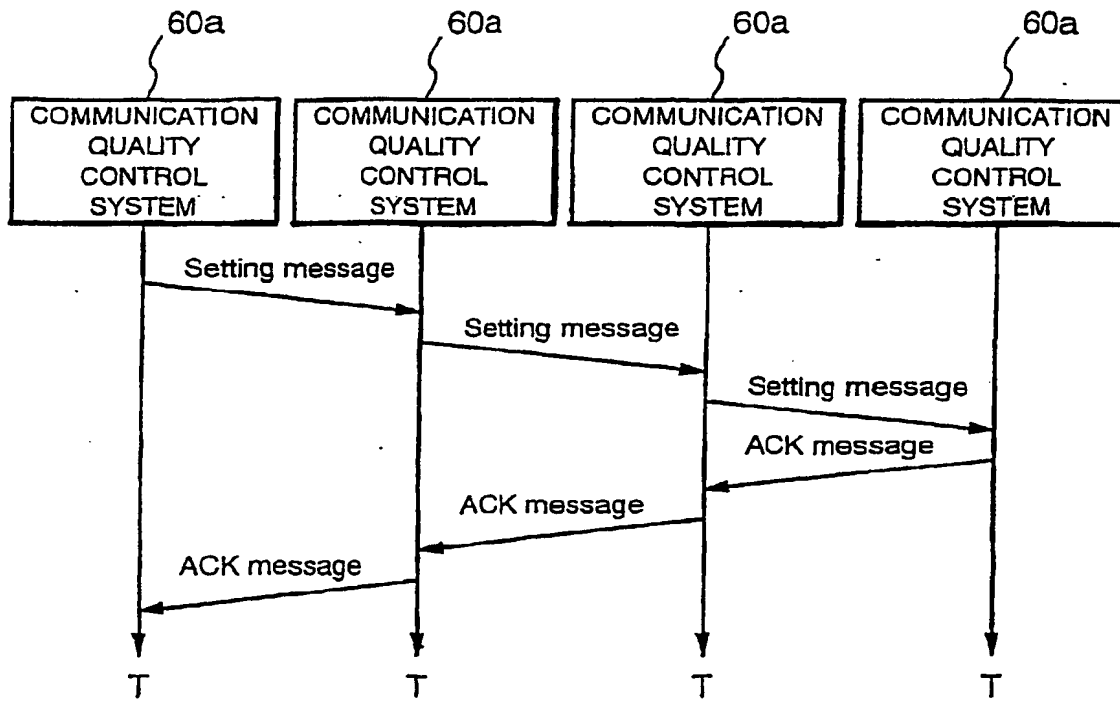 60a
60a
60a
60a
COMMUNICATION
QUALITY
CONTROL
SYSTEM
COMMUNICATION
QUALITY
CONTROL
SYSTEM
COMMUNICATION
QUALITY
CONTROL
SYSTEM
COMMUNICATION
QUALITY
CONTROL
SYSTEM
Setting message
Setting message
Setting message
ACK message
ACK message
ACK message
T
T
T
T